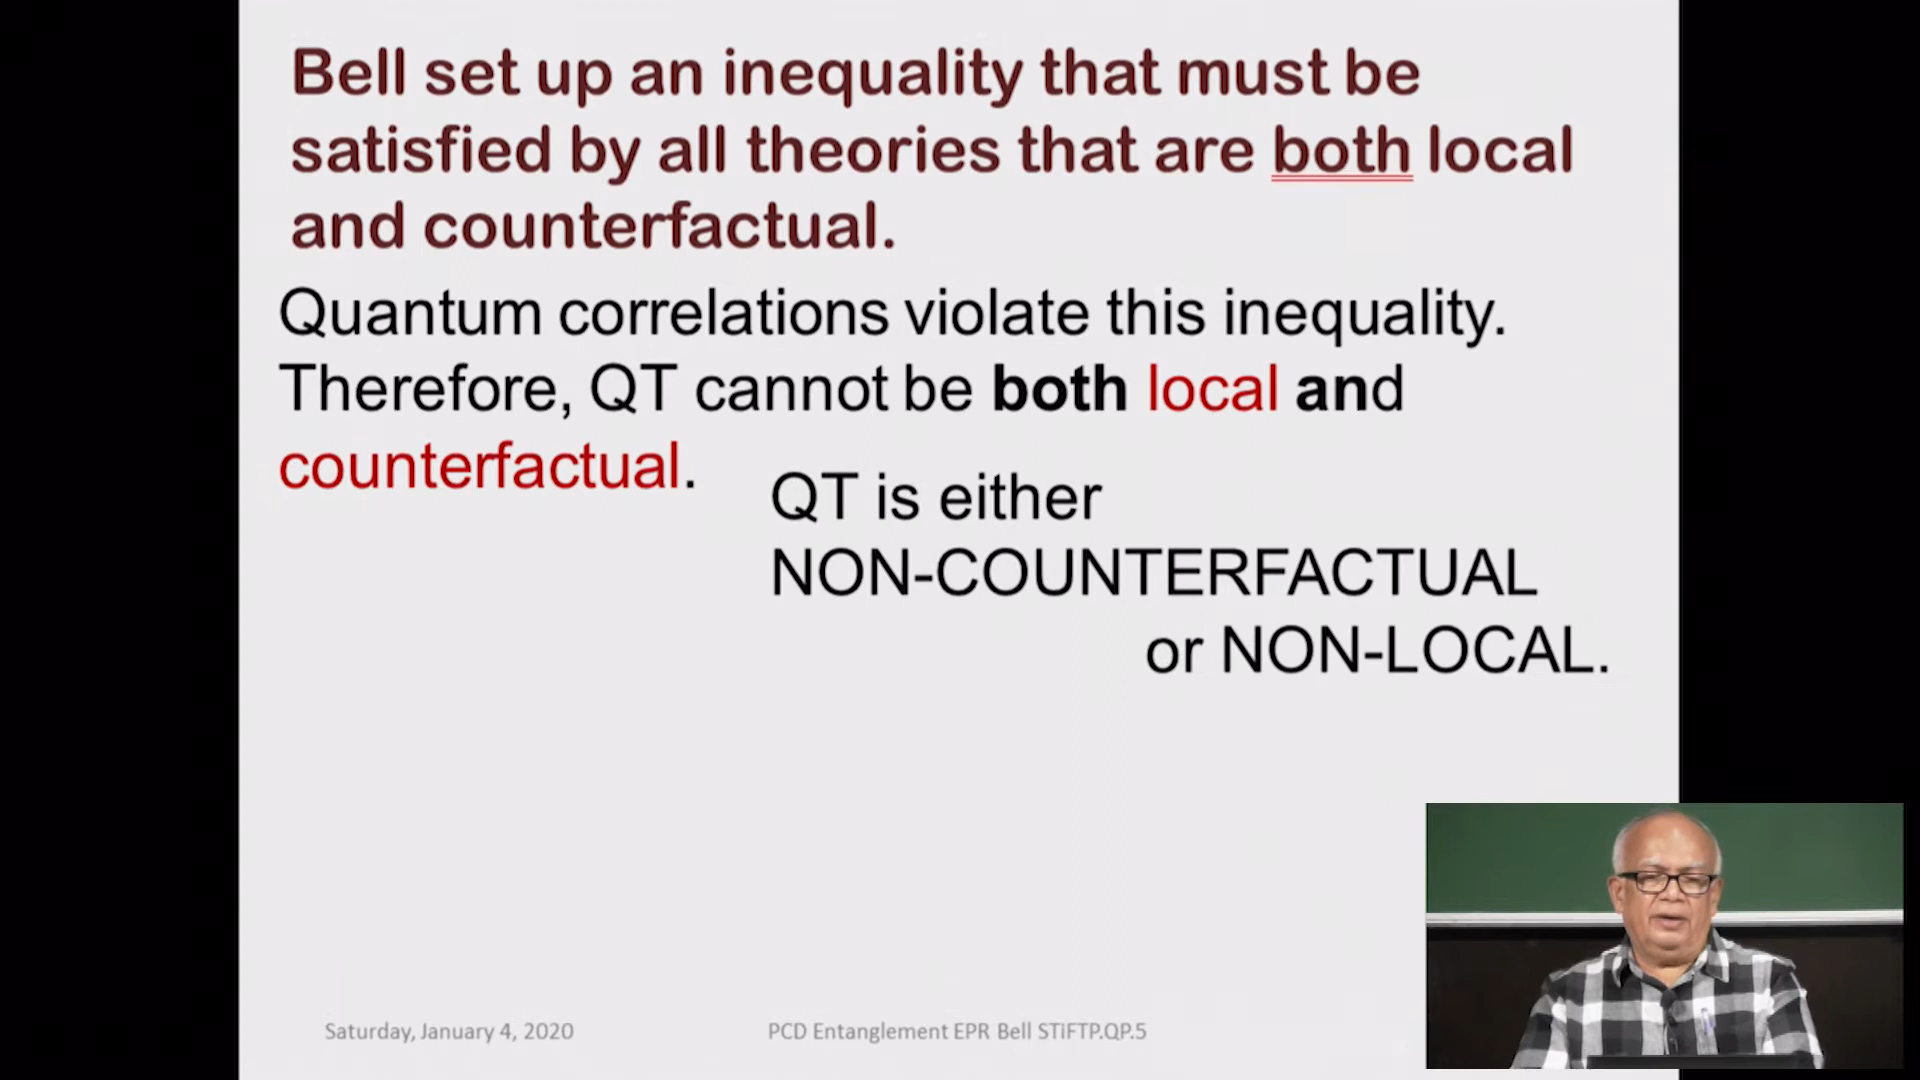 Bell set up an inequality that must be
satisfied by all theories that are both local
and counterfactual.
Quantum correlations violate this inequality.
Therefore, QT cannot be both local and
counterfactual.
QT is either
NON-COUNTERFACTUAL
or NON-LOCAL.
Saturday, January 4, 2020
PCD Entanglement EPR Bell STiFTP.QP.5